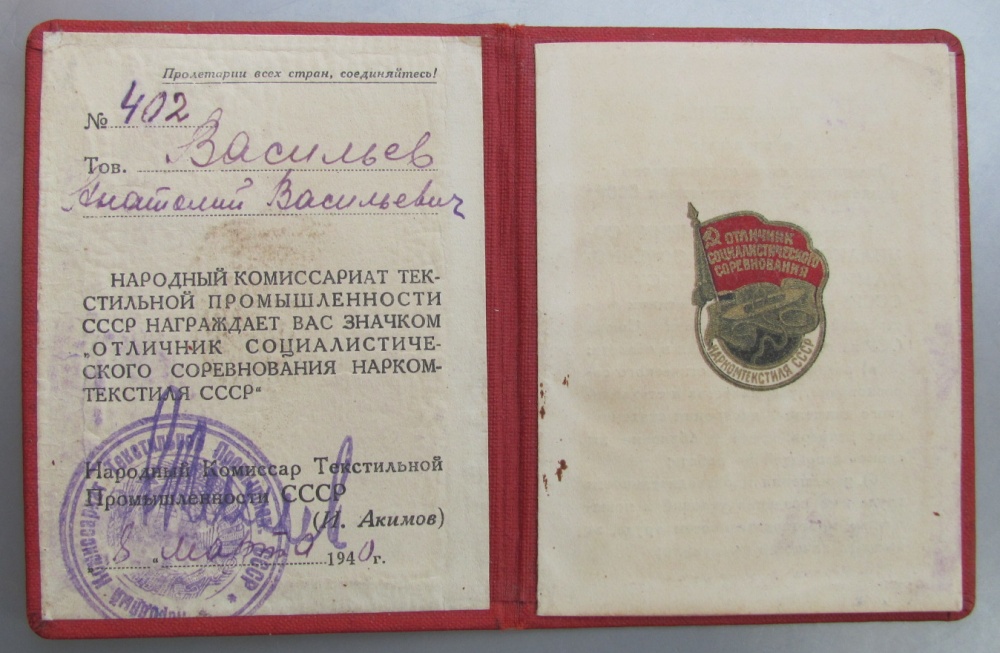 Пролетарии всех стран, соединяйтесь!
№ 402
Тов. Васильев
Анатолий Васильевич
НАРОДНЫЙ КОМИССАРИАТ ТЕК-
СТИЛЬНОЙ ПРОМЫШЛЕННОСТИ
СССР НАГРАЖДАЕТ ВАС ЗНАЧКОМ
„ОТЛИЧНИК СОЦИАЛИСТИЧЕ-
СКОГО СОРЕВНОВАНИЯ НАРКОМ-
ТЕКСТИЛЯ СССР“
Народный Комиссар Текстильной
Промышленности СССР
(И. Акимов)
„8“ марта 1940 г.
ОТЛИЧНИК
СОЦИАЛИСТИЧЕСКОГО
СОРЕВНОВАНИЯ
НАРКОМТЕКСТИЛЯ СССР